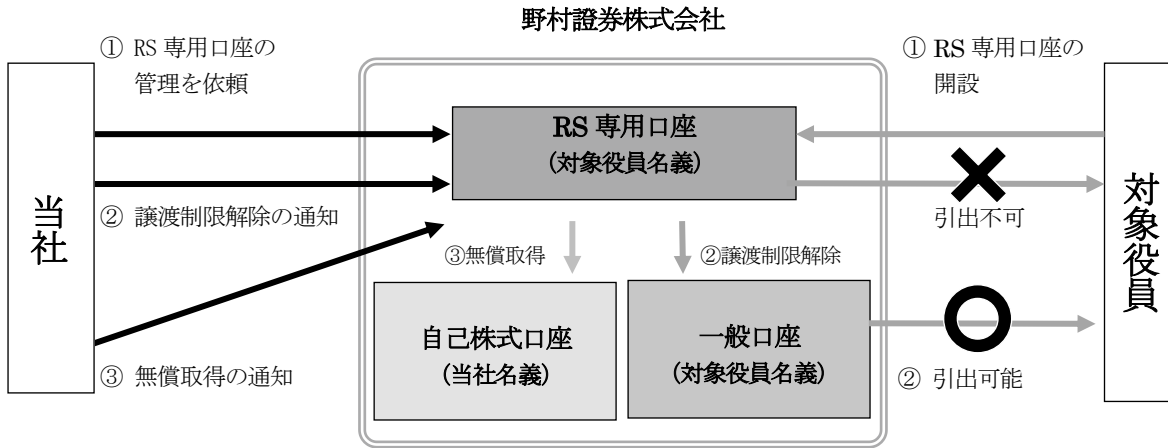 野村證券株式会社
① RS 専用口座の
管理を依頼
① RS 専用口座の
開設
RS 専用口座
(対象役員名義)
当社
対象役員
② 譲渡制限解除の通知
引出不可
③無償取得
②譲渡制限解除
自己株式口座
(当社名義)
一般口座
(対象役員名義)
③ 無償取得の通知
② 引出可能